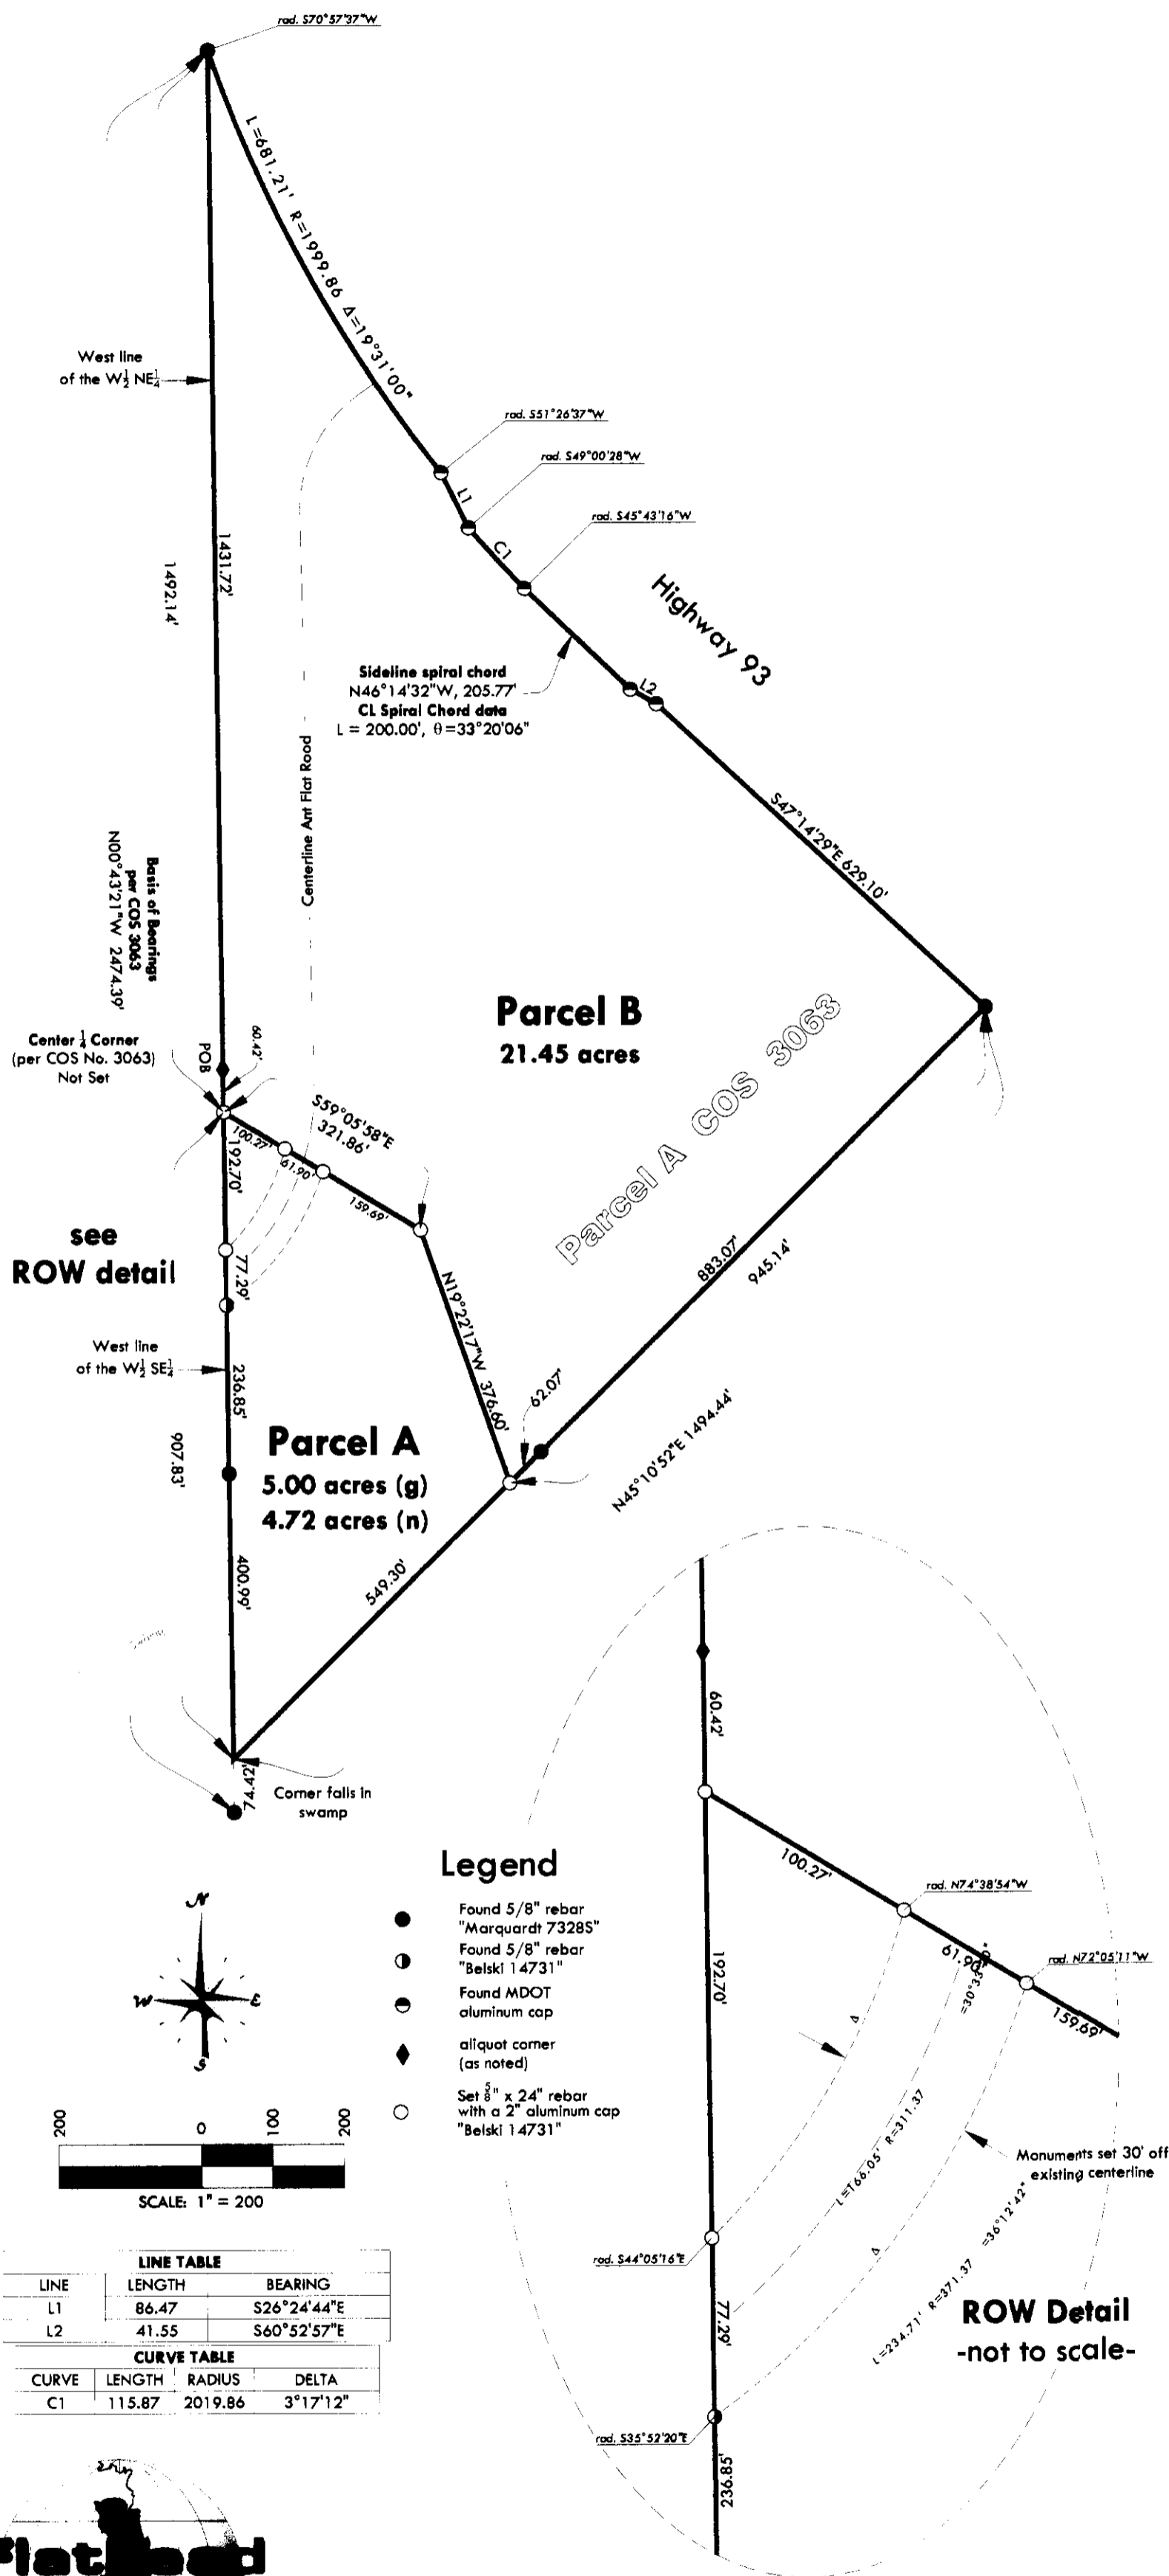 rad. S70°57'37"W
L=681.21' R=1999.86 Δ=19°31'00"
West line
of the W½ NE¼
rad. S51°26'37"W
L1
rad. S49°00'28"W
C1
rad. S45°43'16"W
1431.72'
1492.14'
Highway 93
Sideline spiral chord
N46°14'32"W, 205.77'
CL Spiral Chord data
L = 200.00', θ=33°20'06"
L2
Centerline Ant Flat Road
S47°14'29"E 629.10'
Basis of Bearings
per COS 3063
N00°43'21"W 2474.39'
Parcel B
21.45 acres
Parcel A COS 3063
Center ¼ Corner
(per COS No. 3063)
Not Set
POB
60.42'
S59°05'58"E
321.86'
100.27'
61.90'
159.69'
192.70'
see
ROW detail
77.29'
N19°22'17"W 376.60'
883.07'
945.14'
West line
of the W½ SE¼
236.85'
62.07'
N45°10'52"E 1494.44'
907.83'
Parcel A
5.00 acres (g)
4.72 acres (n)
400.99'
549.30'
74.42'
Corner falls in
swamp
60.42'
100.27'
rad. N74°38'54"W
61.90'
rad. N72°05'11"W
159.69'
192.70'
Δ
L=166.05' R=311.37
Monuments set 30' off
existing centerline
Δ
L=234.71' R=371.37 =36°12'42"
rad. S44°05'16"E
77.29'
ROW Detail
-not to scale-
rad. S35°52'20"E
236.85'
Legend
Found 5/8" rebar
"Marquardt 7328S"
Found 5/8" rebar
"Belski 14731"
Found MDOT
aluminum cap
aliquot corner
(as noted)
Set ⅝" x 24" rebar
with a 2" aluminum cap
"Belski 14731"
N
W E
S
200 0 100 200
SCALE: 1" = 200
LINE TABLE
LINE LENGTH BEARING
L1 86.47 S26°24'44"E
L2 41.55 S60°52'57"E
CURVE TABLE
CURVE LENGTH RADIUS DELTA
C1 115.87 2019.86 3°17'12"